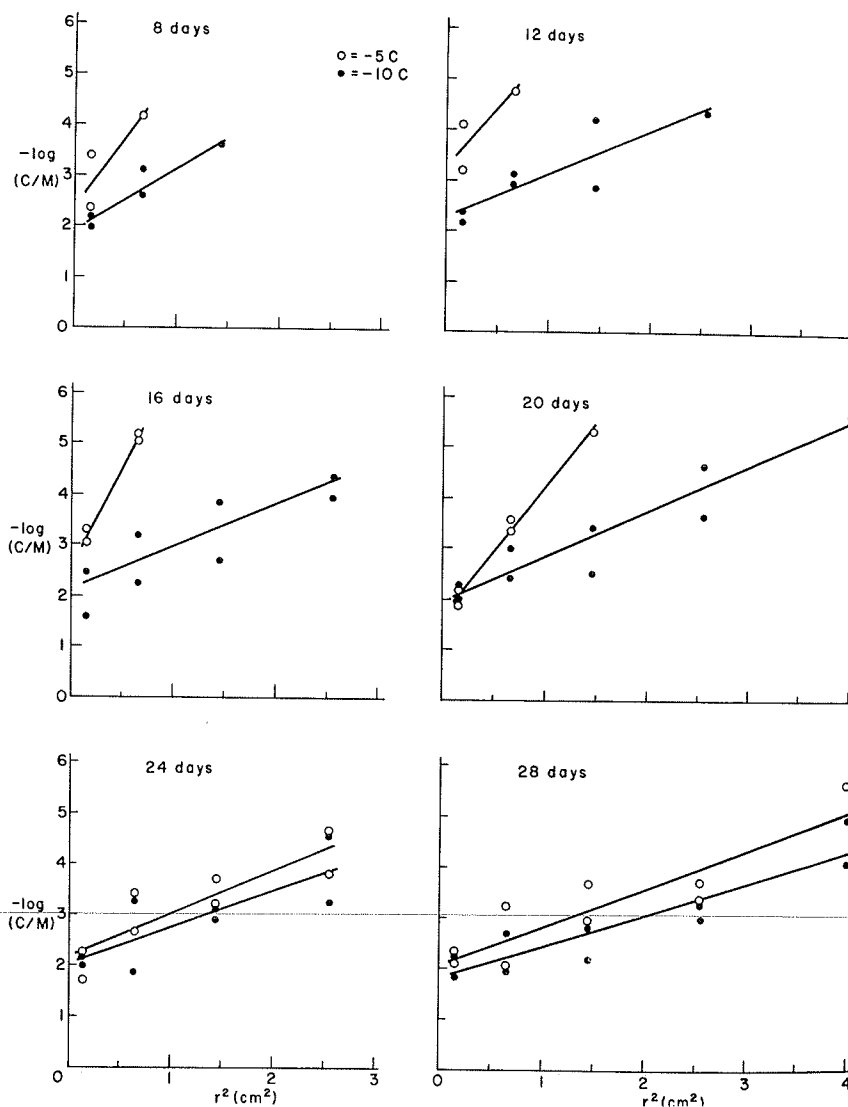 8 days
12 days
○ = -5 C
● = -10 C
6
5
4
3
2
1
0
-log
(C/M)
16 days
20 days
6
5
4
3
2
1
0
-log
(C/M)
24 days
28 days
6
5
4
3
2
1
0
-log
(C/M)
0 1 2 3
r² (cm²)
0 1 2 3 4
r² (cm²)